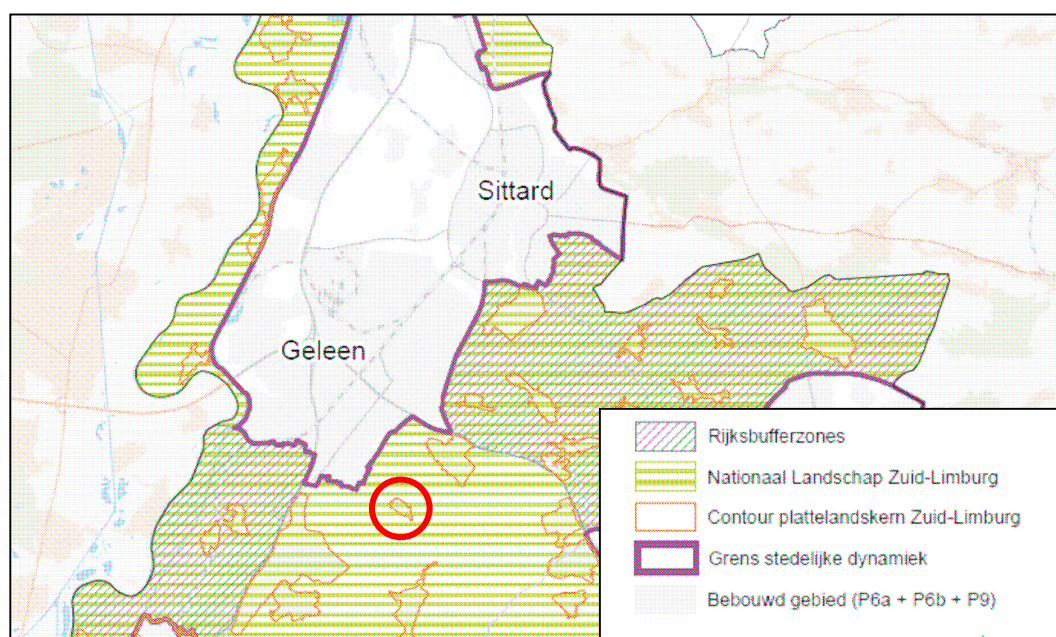 Sittard
Geleen
Rijksbufferzones
Nationaal Landschap Zuid-Limburg
Contour plattelandskern Zuid-Limburg
Grens stedelijke dynamiek
Bebouwd gebied (P6a + P6b + P9)